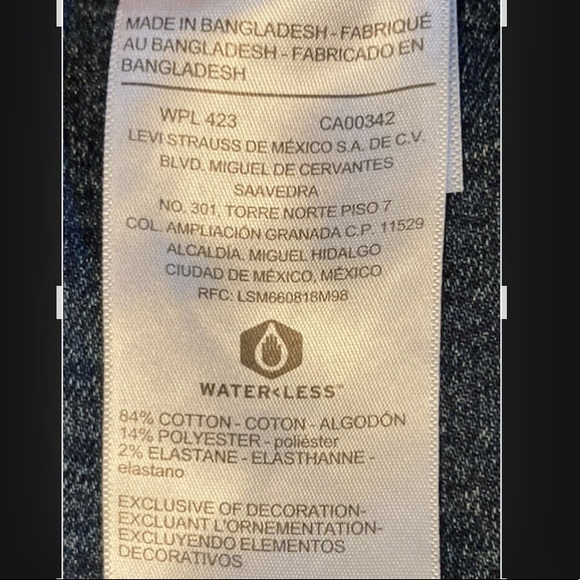 MADE IN BANGLADESH - FABRIQUÉ
AU BANGLADESH - FABRICADO EN
BANGLADESH
WPL 423 CA00342
LEVI STRAUSS DE MÉXICO S.A. DE C.V.
BLVD. MIGUEL DE CERVANTES
SAAVEDRA
NO. 301, TORRE NORTE PISO 7
COL. AMPLIACIÓN GRANADA C.P. 11529
ALCALDÍA. MIGUEL HIDALGO
CIUDAD DE MÉXICO, MÉXICO
RFC: LSM660818M98
WATER<LESS™
84% COTTON - COTON - ALGODÓN
14% POLYESTER - poliéster
2% ELASTANE - ELASTHANNE -
elastano
EXCLUSIVE OF DECORATION-
EXCLUANT L'ORNEMENTATION-
EXCLUYENDO ELEMENTOS
DECORATIVOS